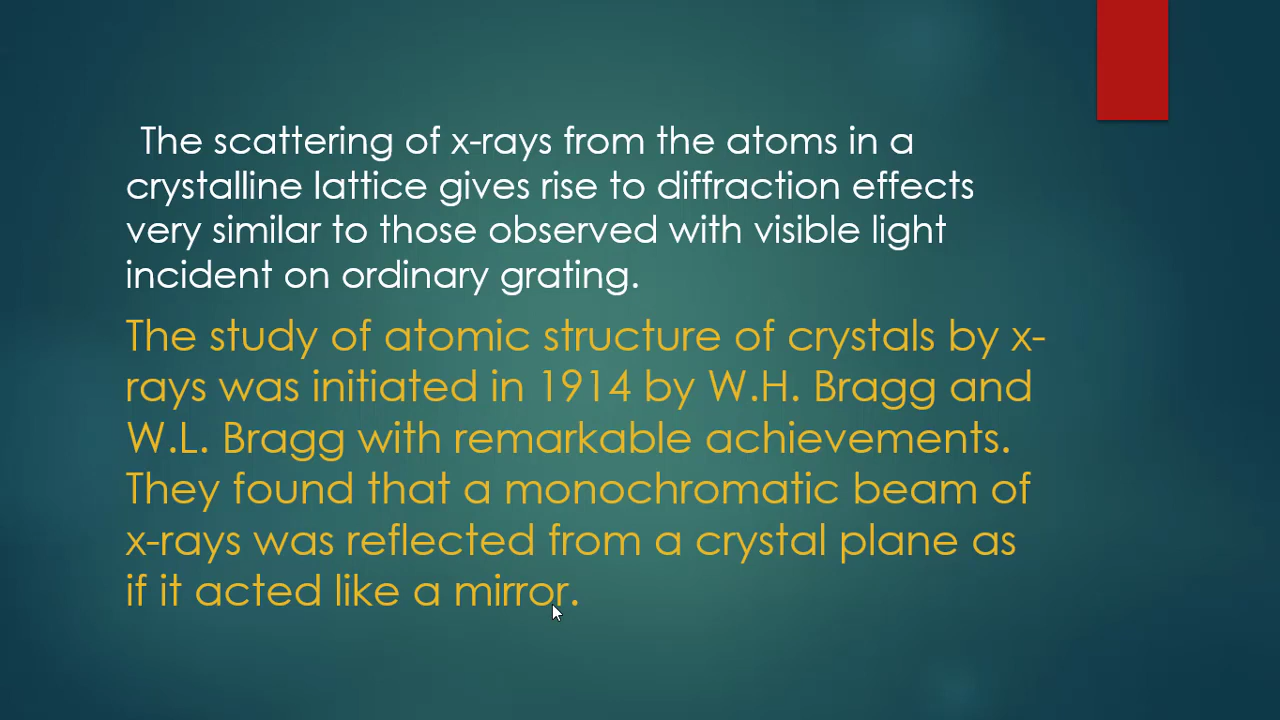 The scattering of x-rays from the atoms in a
crystalline lattice gives rise to diffraction effects
very similar to those observed with visible light
incident on ordinary grating.
The study of atomic structure of crystals by x-
rays was initiated in 1914 by W.H. Bragg and
W.L. Bragg with remarkable achievements.
They found that a monochromatic beam of
x-rays was reflected from a crystal plane as
if it acted like a mirror.